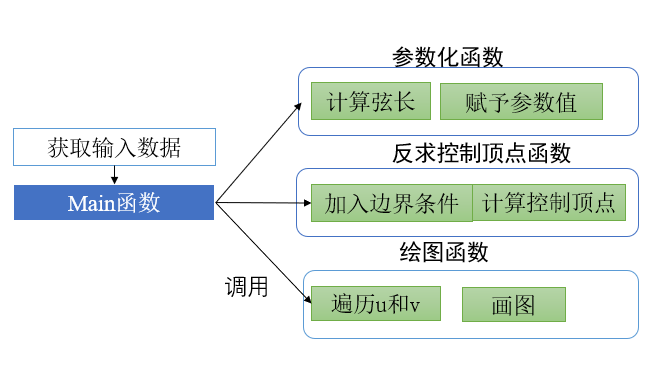 参数化函数
计算弦长
赋予参数值
获取输入数据
反求控制顶点函数
Main函数
加入边界条件
计算控制顶点
绘图函数
调用
遍历u和v
画图